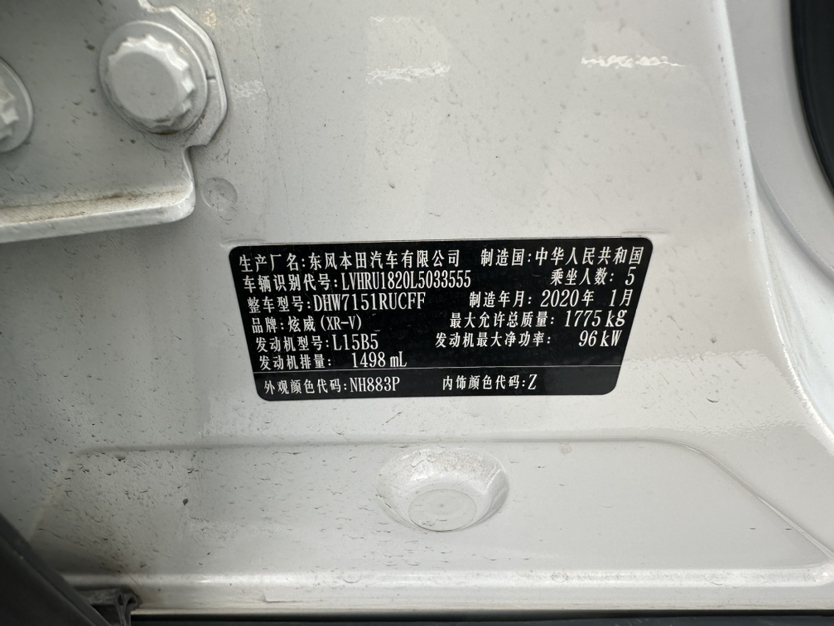 生产厂名:东风本田汽车有限公司 制造国:中华人民共和国
车辆识别代号:LVHRU1820L5033555 乘坐人数: 5
整车型号:DHW7151RUCFF 制造年月: 2020年 1月
品牌:炫威(XR-V) 最大允许总质量: 1775kg
发动机型号:L15B5 发动机最大净功率: 96kW
发动机排量: 1498mL
外观颜色代码:NH883P 内饰颜色代码:Z